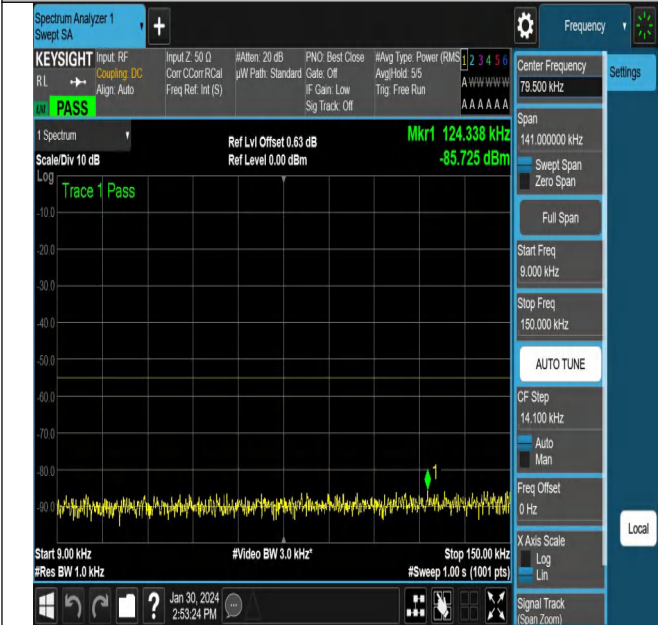 Spectrum Analyzer 1
Swept SA
+
Frequency
KEYSIGHT
RL
PASS
Input: RF
Coupling: DC
Align: Auto
Input Z: 50 Ω
Corr CCorr RCal
Freq Ref: Int (S)
#Atten: 20 dB
µW Path: Standard
PNO: Best Close
Gate: Off
IF Gain: Low
Sig Track: Off
#Avg Type: Power (RMS
Avg|Hold: 5/5
Trig: Free Run
1 2 3 4 5 6
A W W W W W
A A A A A A
1 Spectrum
Scale/Div 10 dB
Ref Lvl Offset 0.63 dB
Ref Level 0.00 dBm
Mkr1 124.338 kHz
-85.725 dBm
Log
Trace 1 Pass
-10.0
-20.0
-30.0
-40.0
-50.0
-60.0
-70.0
-80.0
-90.0
1
Start 9.00 kHz
#Res BW 1.0 kHz
#Video BW 3.0 kHz*
Stop 150.00 kHz
#Sweep 1.00 s (1001 pts)
?
Jan 30, 2024
2:53:24 PM
Center Frequency
79.500 kHz
Span
141.000000 kHz
Swept Span
Zero Span
Full Span
Start Freq
9.000 kHz
Stop Freq
150.000 kHz
AUTO TUNE
CF Step
14.100 kHz
Auto
Man
Freq Offset
0 Hz
X Axis Scale
Log
Lin
Signal Track
(Span Zoom)
Settings
Local